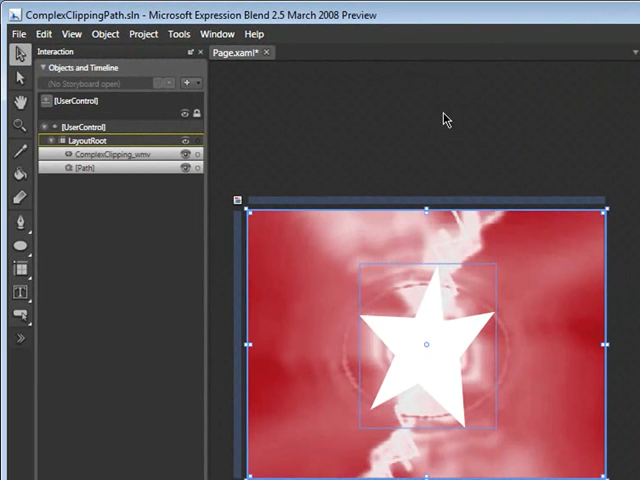 ComplexClippingPath.sln - Microsoft Expression Blend 2.5 March 2008 Preview
File Edit View Object Project Tools Window Help
Interaction
Page.xaml*
Objects and Timeline
(No Storyboard open)
[UserControl]
[UserControl]
LayoutRoot
ComplexClipping_wmv
[Path]